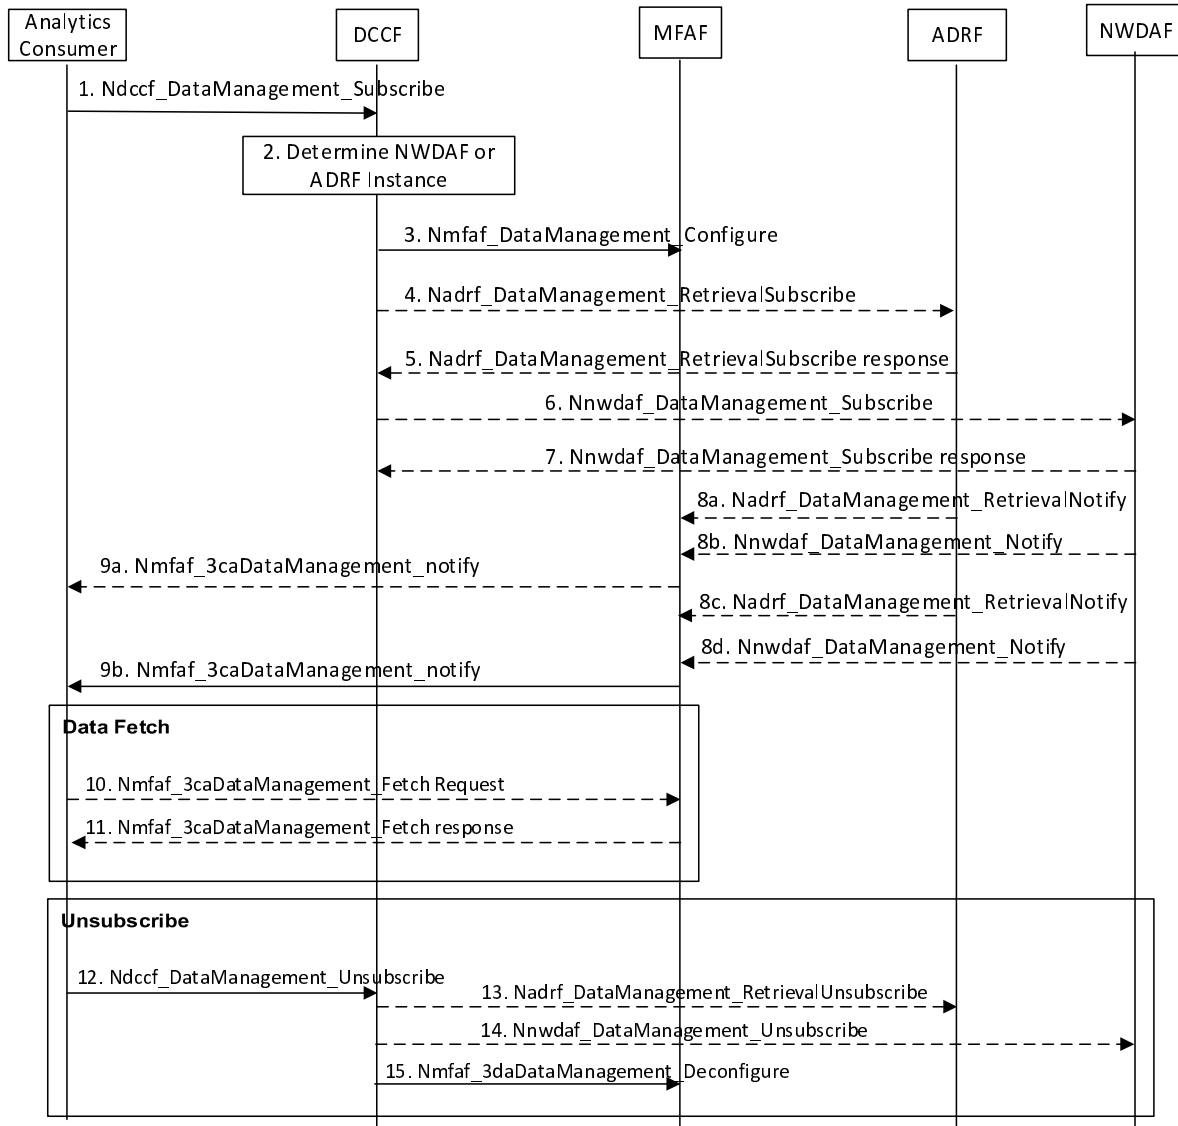 Analytics
Consumer
DCCF
MFAF
ADRF
NWDAF
1. Ndccf_DataManagement_Subscribe
2. Determine NWDAF or
ADRF Instance
3. Nmfaf_DataManagement_Configure
4. Nadrf_DataManagement_RetrievalSubscribe
5. Nadrf_DataManagement_RetrievalSubscribe response
6. Nnwdaf_DataManagement_Subscribe
7. Nnwdaf_DataManagement_Subscribe response
8a. Nadrf_DataManagement_RetrievalNotify
8b. Nnwdaf_DataManagement_Notify
9a. Nmfaf_3caDataManagement_notify
8c. Nadrf_DataManagement_RetrievalNotify
8d. Nnwdaf_DataManagement_Notify
9b. Nmfaf_3caDataManagement_notify
Data Fetch
10. Nmfaf_3caDataManagement_Fetch Request
11. Nmfaf_3caDataManagement_Fetch response
Unsubscribe
12. Ndccf_DataManagement_Unsubscribe
13. Nadrf_DataManagement_RetrievalUnsubscribe
14. Nnwdaf_DataManagement_Unsubscribe
15. Nmfaf_3daDataManagement_Deconfigure